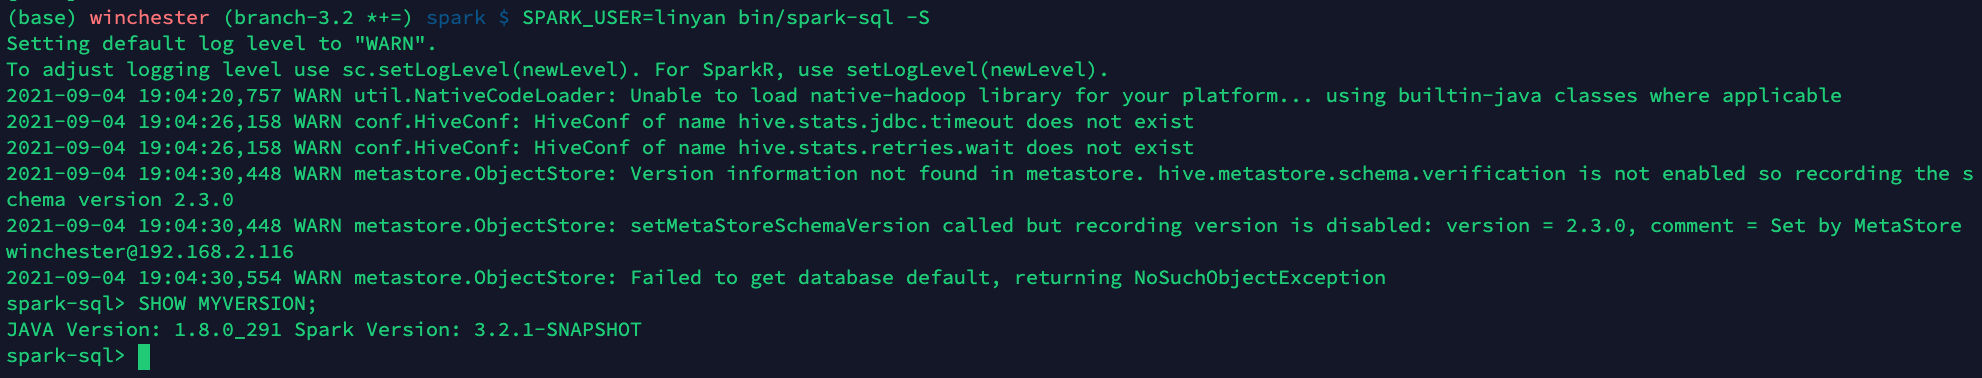 (base) winchester (branch-3.2 *+=) spark $ SPARK_USER=linyan bin/spark-sql -S
Setting default log level to "WARN".
To adjust logging level use sc.setLogLevel(newLevel). For SparkR, use setLogLevel(newLevel).
2021-09-04 19:04:20,757 WARN util.NativeCodeLoader: Unable to load native-hadoop library for your platform... using builtin-java classes where applicable
2021-09-04 19:04:26,158 WARN conf.HiveConf: HiveConf of name hive.stats.jdbc.timeout does not exist
2021-09-04 19:04:26,158 WARN conf.HiveConf: HiveConf of name hive.stats.retries.wait does not exist
2021-09-04 19:04:30,448 WARN metastore.ObjectStore: Version information not found in metastore. hive.metastore.schema.verification is not enabled so recording the s
chema version 2.3.0
2021-09-04 19:04:30,448 WARN metastore.ObjectStore: setMetaStoreSchemaVersion called but recording version is disabled: version = 2.3.0, comment = Set by MetaStore
winchester@192.168.2.116
2021-09-04 19:04:30,554 WARN metastore.ObjectStore: Failed to get database default, returning NoSuchObjectException
spark-sql> SHOW MYVERSION;
JAVA Version: 1.8.0_291 Spark Version: 3.2.1-SNAPSHOT
spark-sql>